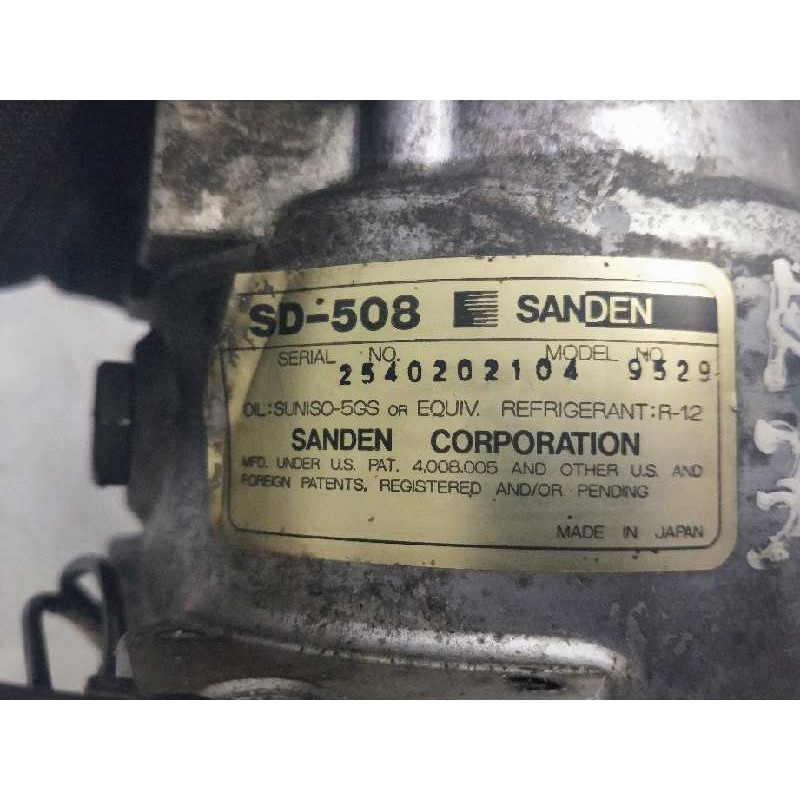 SD-508 SANDEN
SERIAL NO. MODEL NO.
2540202104 9529
OIL: SUNISO-5GS OR EQUIV. REFRIGERANT: R-12
SANDEN CORPORATION
MFD. UNDER U.S. PAT. 4,008,005 AND OTHER U.S. AND
FOREIGN PATENTS, REGISTERED AND/OR PENDING
MADE IN JAPAN